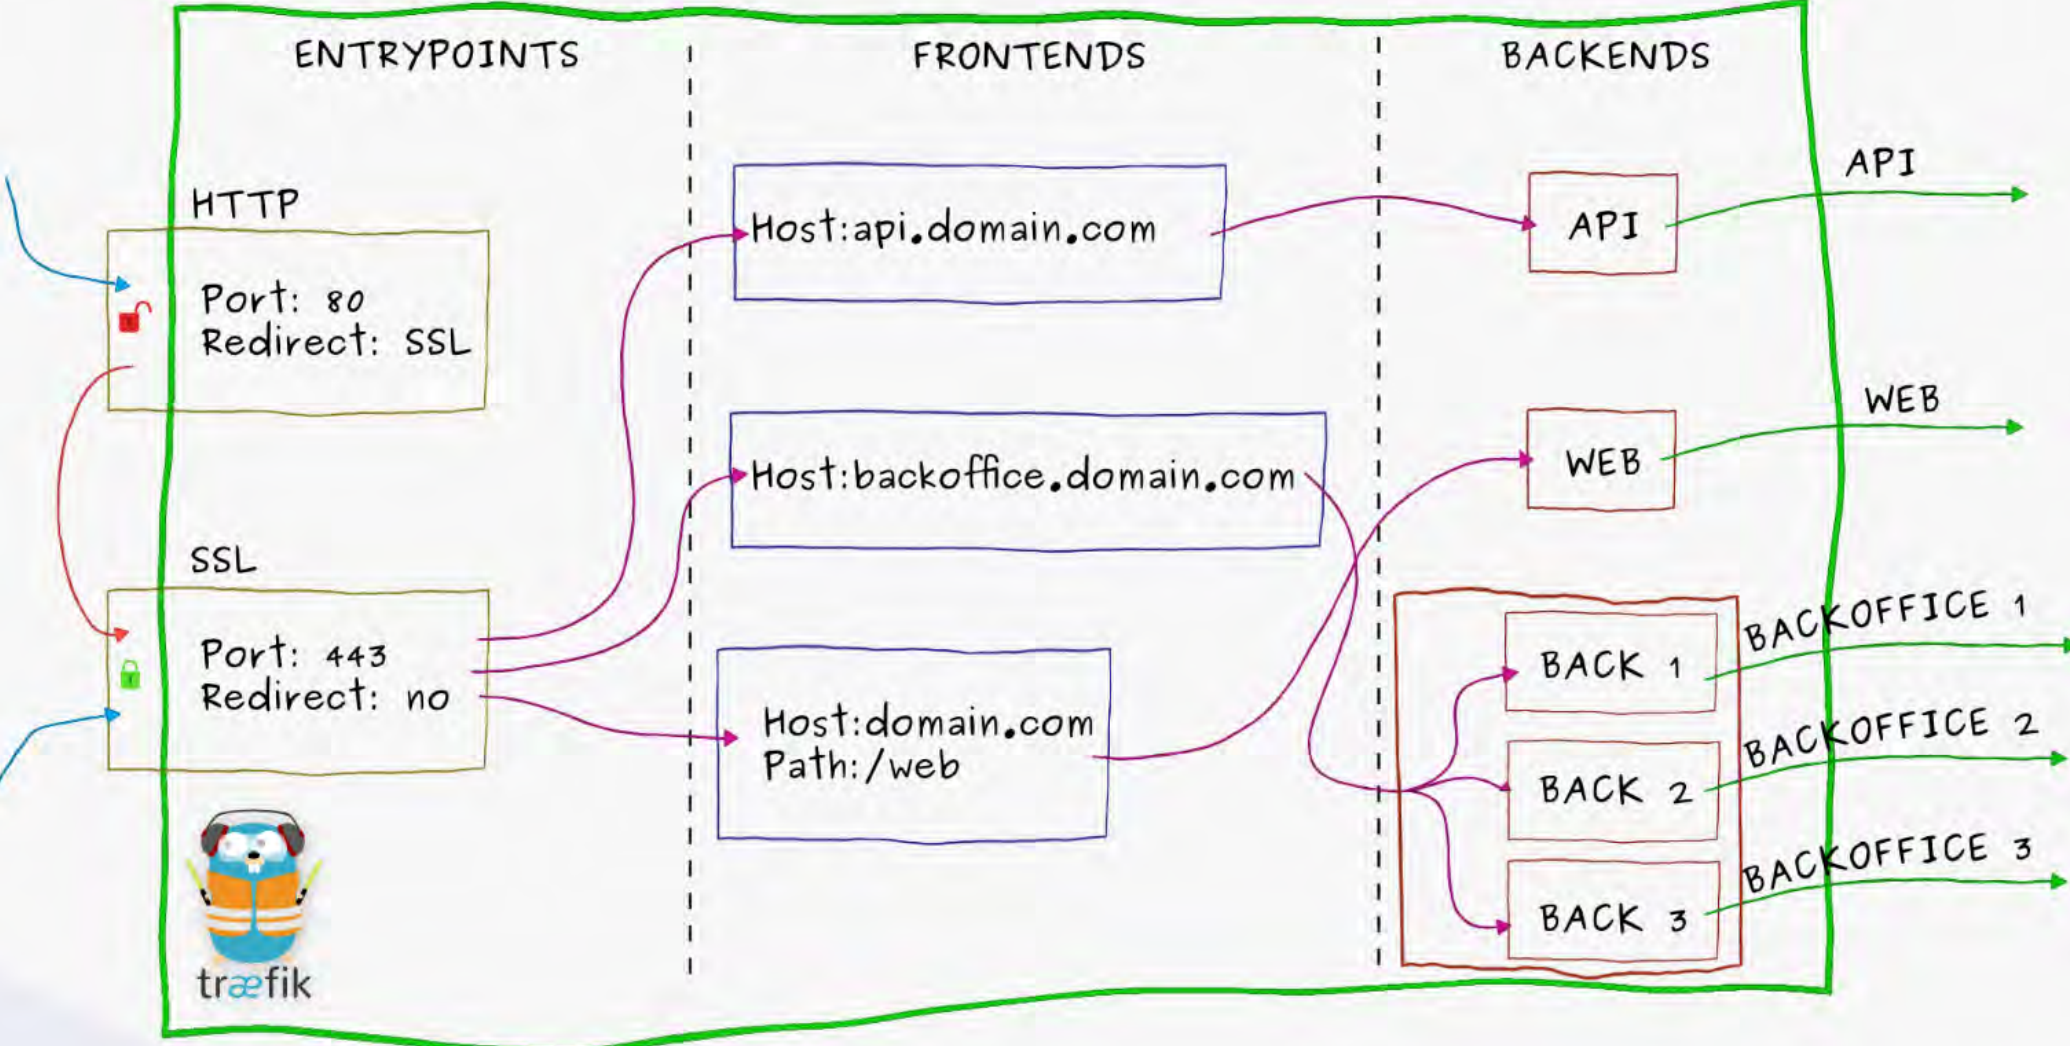 ENTRYPOINTS
FRONTENDS
BACKENDS
HTTP
Port: 80
Redirect: SSL
SSL
Port: 443
Redirect: no
træfik
Host:api.domain.com
Host:backoffice.domain.com
Host:domain.com
Path:/web
API
WEB
BACK 1
BACK 2
BACK 3
API
WEB
BACKOFFICE 1
BACKOFFICE 2
BACKOFFICE 3